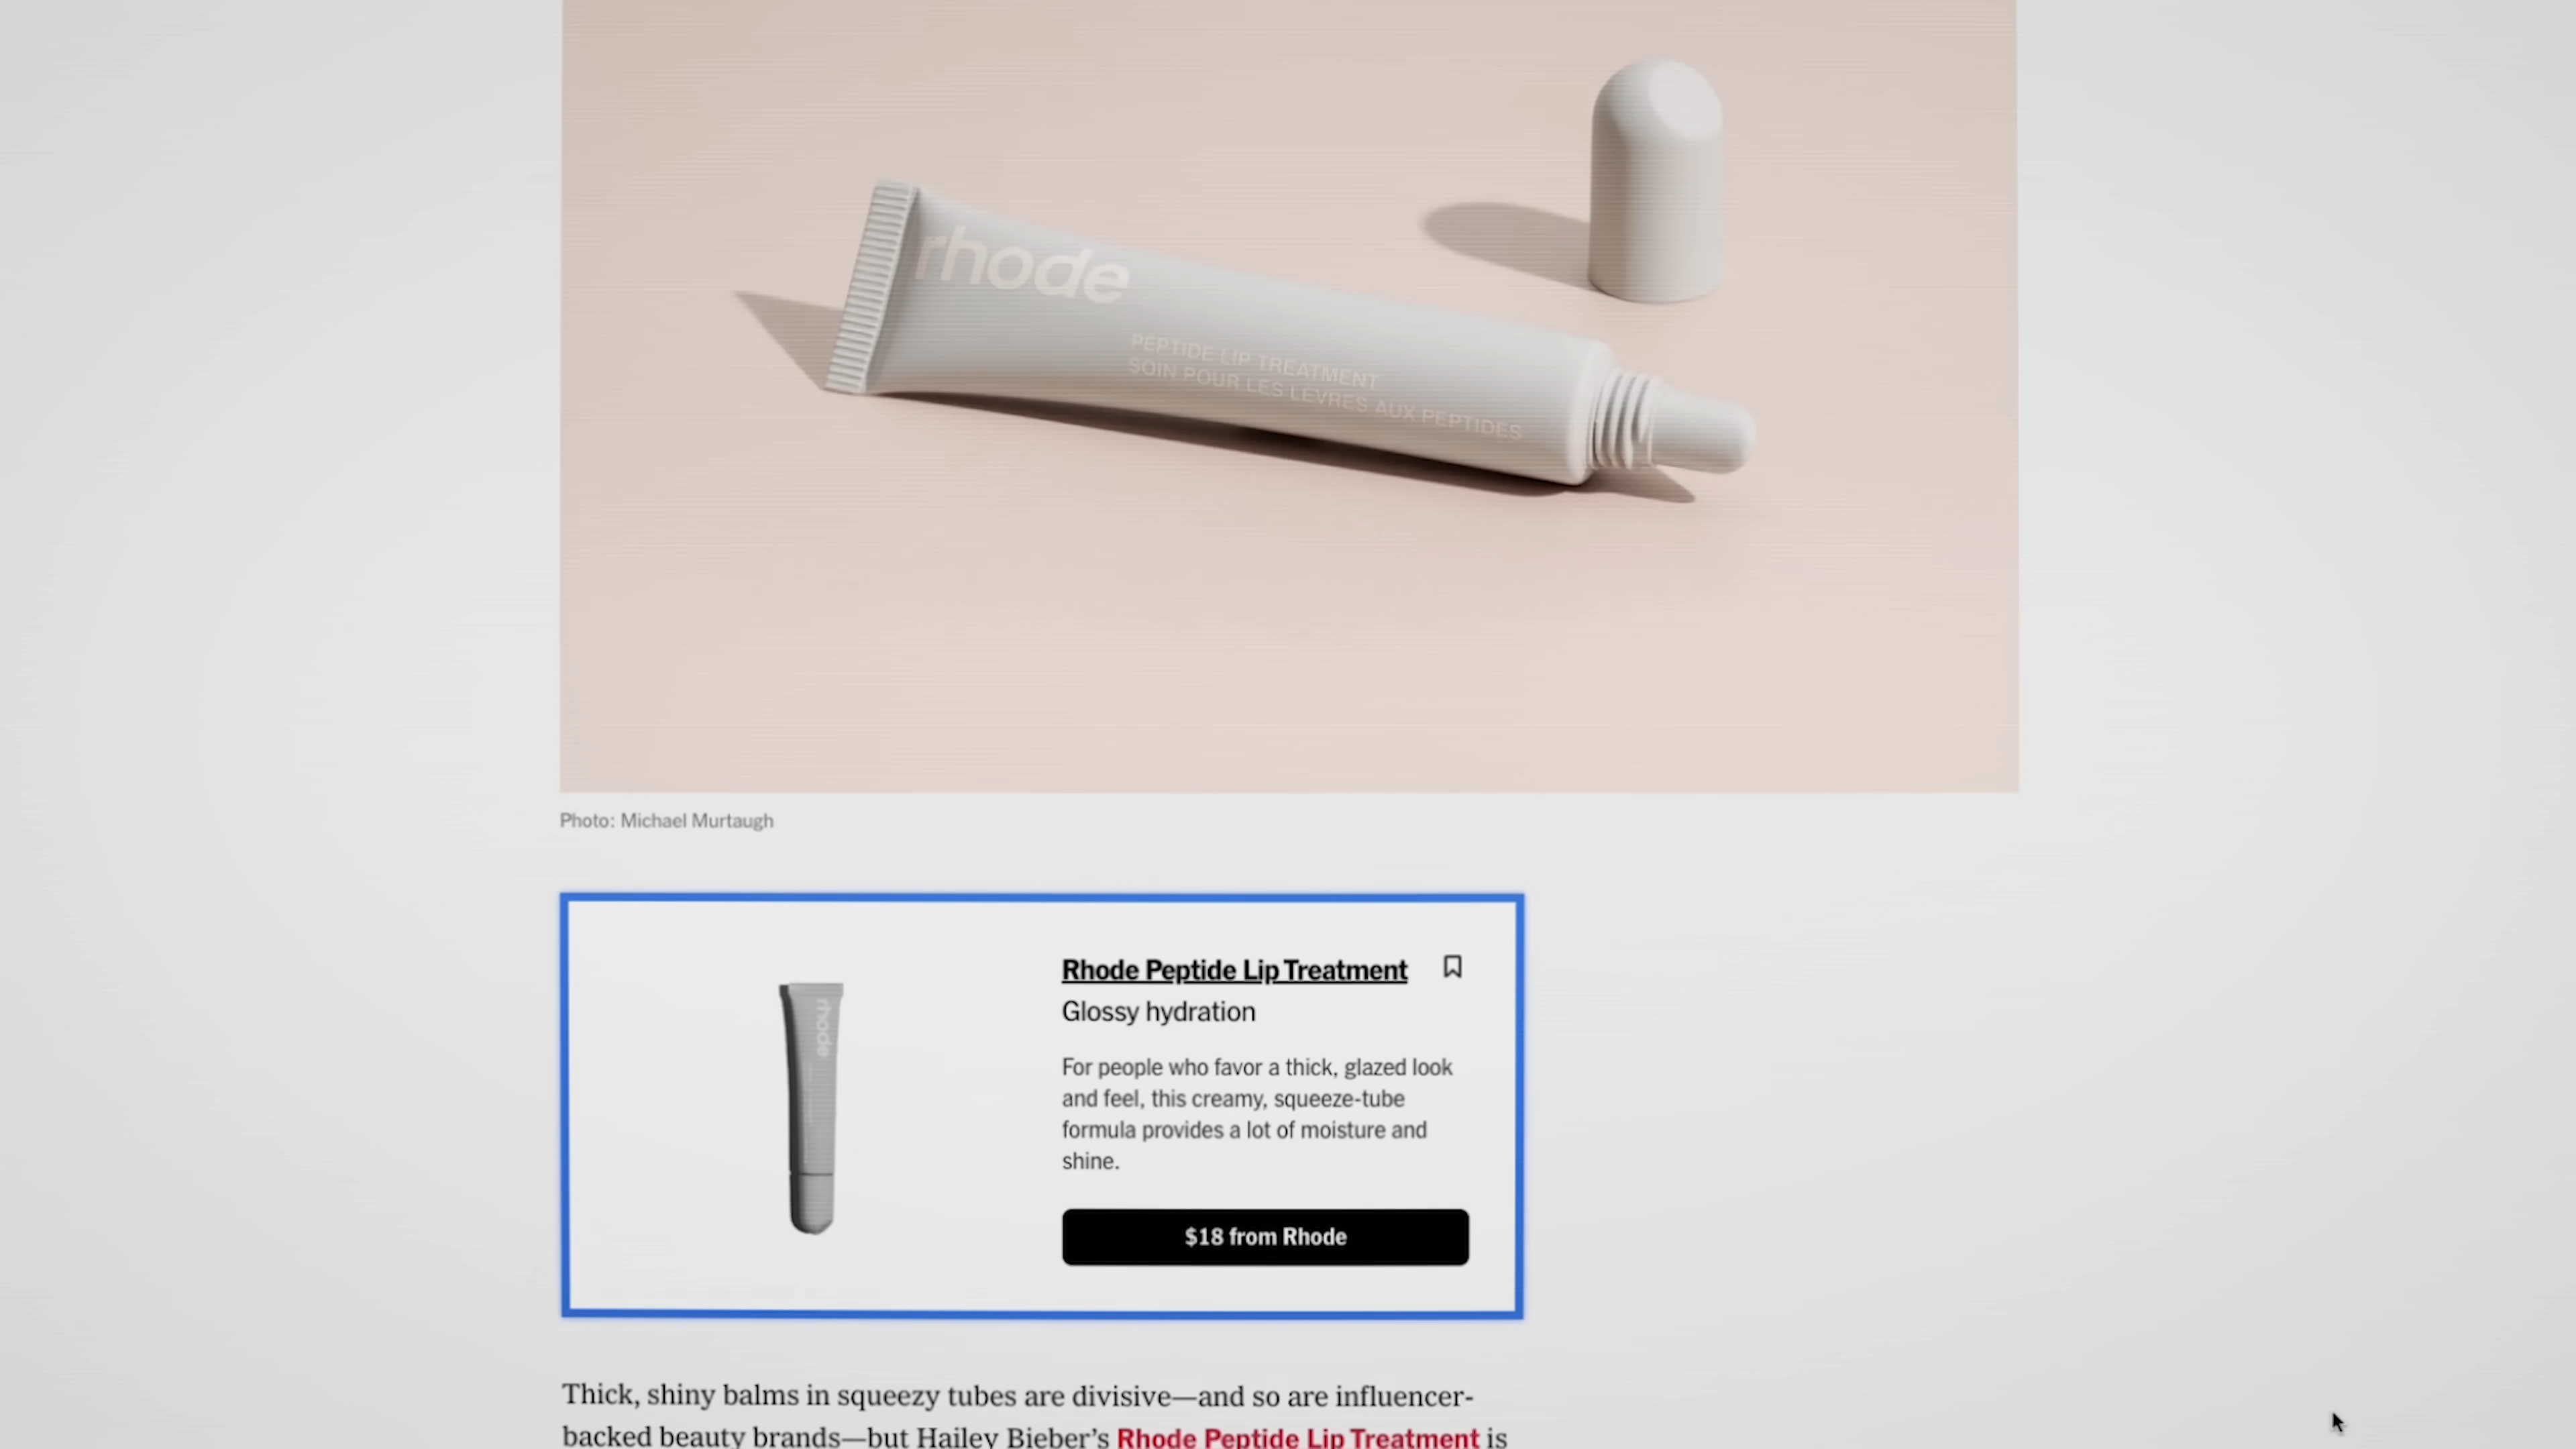 rhode
PEPTIDE LIP TREATMENT
SOIN POUR LES LÈVRES AUX PEPTIDES
Photo: Michael Murtaugh
rhode
Rhode Peptide Lip Treatment
Glossy hydration
For people who favor a thick, glazed look
and feel, this creamy, squeeze-tube
formula provides a lot of moisture and
shine.
$18 from Rhode
Thick, shiny balms in squeezy tubes are divisive—and so are influencer-
backed beauty brands—but Hailey Bieber’s Rhode Peptide Lip Treatment is